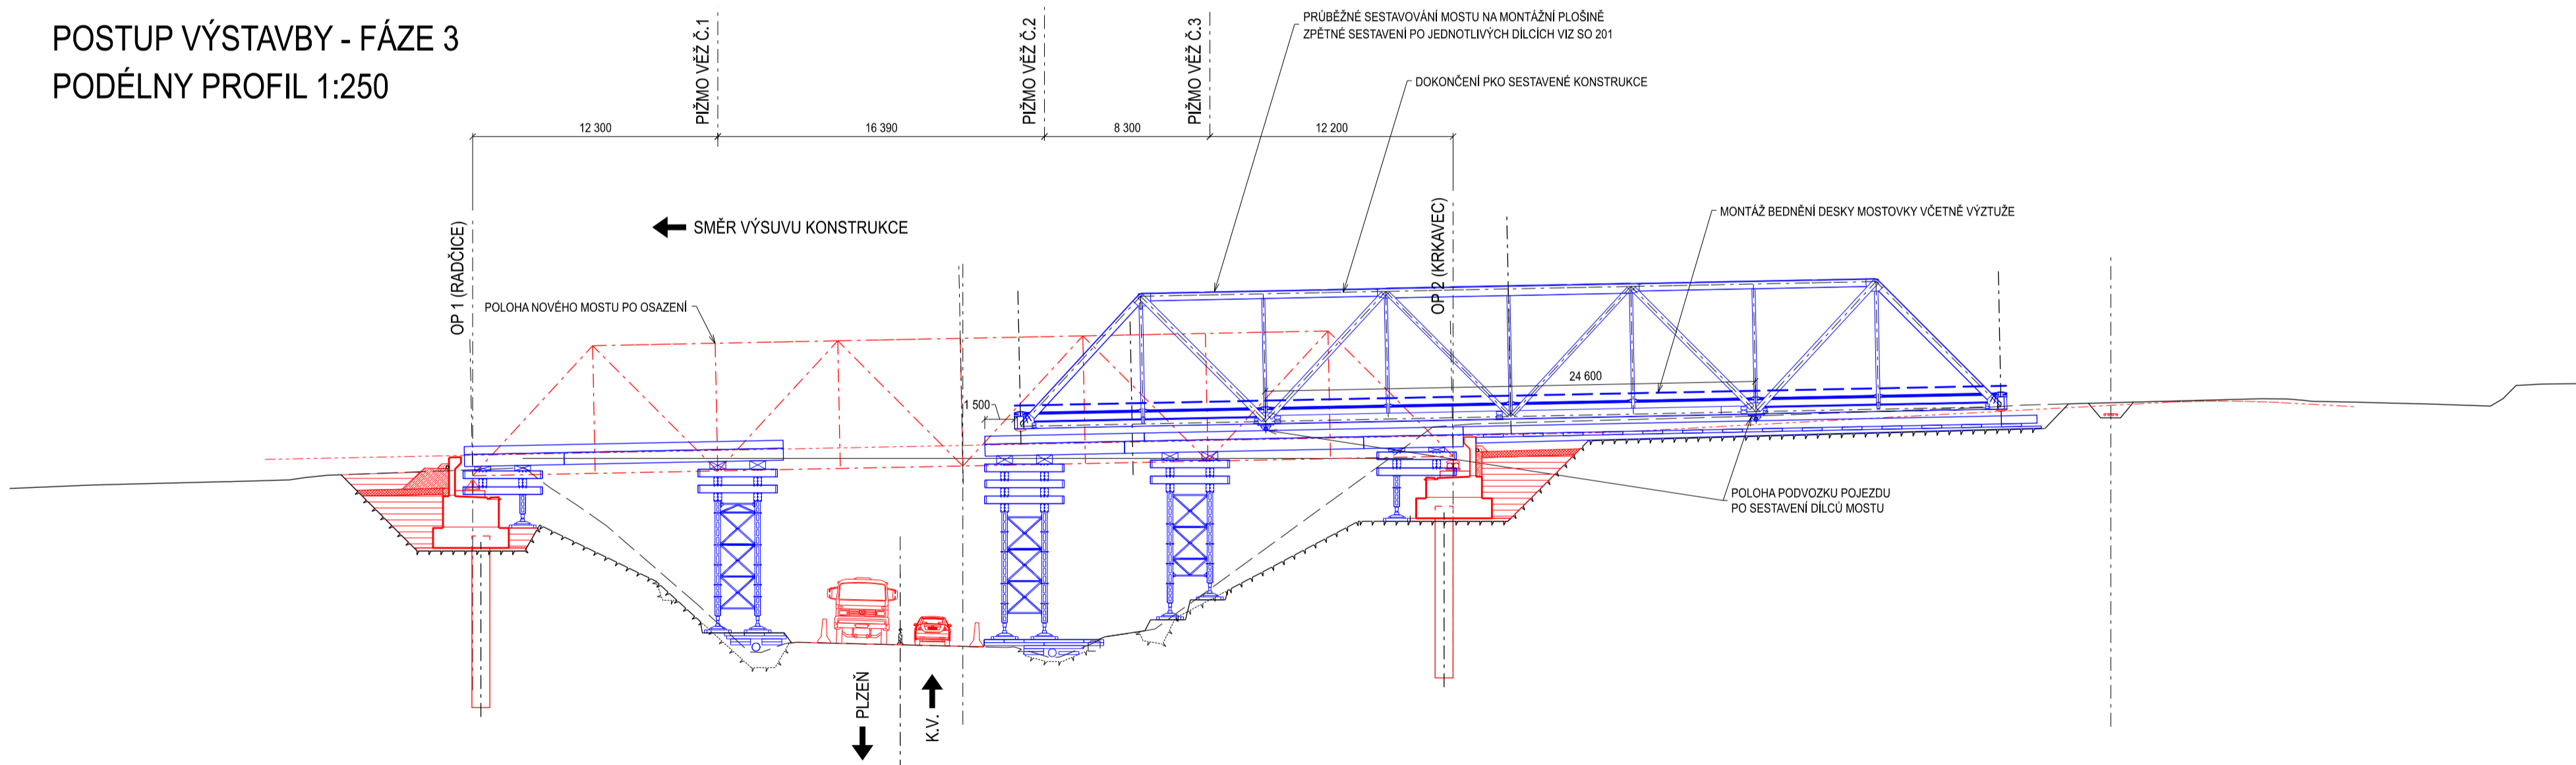 POSTUP VÝSTAVBY - FÁZE 3
PODÉLNY PROFIL 1:250
PIŽMO VĚŽ Č.1
PIŽMO VĚŽ Č.2
PIŽMO VĚŽ Č.3
PRŮBĚŽNÉ SESTAVOVÁNÍ MOSTU NA MONTÁŽNÍ PLOŠINĚ
ZPĚTNÉ SESTAVENÍ PO JEDNOTLIVÝCH DÍLCÍCH VIZ SO 201
DOKONČENÍ PKO SESTAVENÉ KONSTRUKCE
12 300
16 390
8 300
12 200
OP 1 (RADČICE)
SMĚR VÝSUVU KONSTRUKCE
OP 2 (KRKAVEC)
MONTÁŽ BEDNĚNÍ DESKY MOSTOVKY VČETNĚ VÝZTUŽE
POLOHA NOVÉHO MOSTU PO OSAZENÍ
24 600
1 500
POLOHA PODVOZKU POJEZDU
PO SESTAVENÍ DÍLCŮ MOSTU
PLZEŇ
K.V.